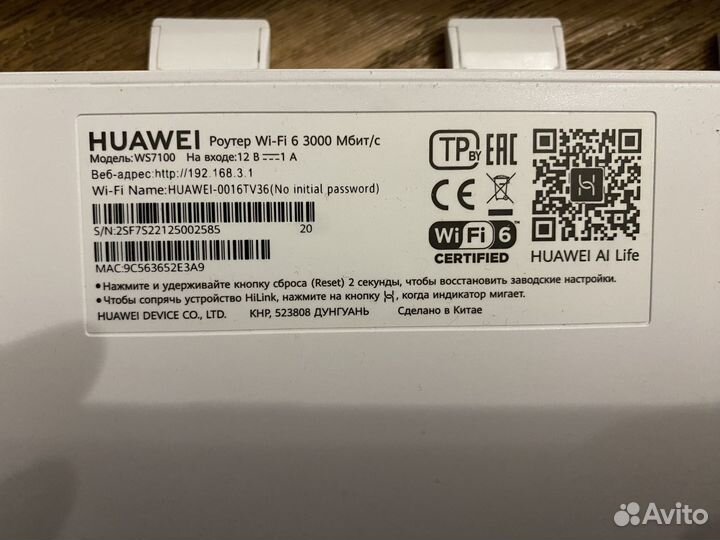 HUAWEI Роутер Wi-Fi 6 3000 Мбит/с
Модель:WS7100 На входе:12 В⎓1 А
Веб-адрес:http://192.168.3.1
Wi-Fi Name:HUAWEI-0016TV36(No initial password)
S/N:2SF7S22125002585 20
MAC:9C563652E3A9
TP BY EAC
CE
Wi Fi 6™
CERTIFIED
HUAWEI AI Life
•Нажмите и удерживайте кнопку сброса (Reset) 2 секунды, чтобы восстановить заводские настройки.
•Чтобы сопрячь устройство HiLink, нажмите на кнопку , когда индикатор мигает.
HUAWEI DEVICE CO., LTD. КНР, 523808 ДУНГУАНЬ Сделано в Китае
Avito